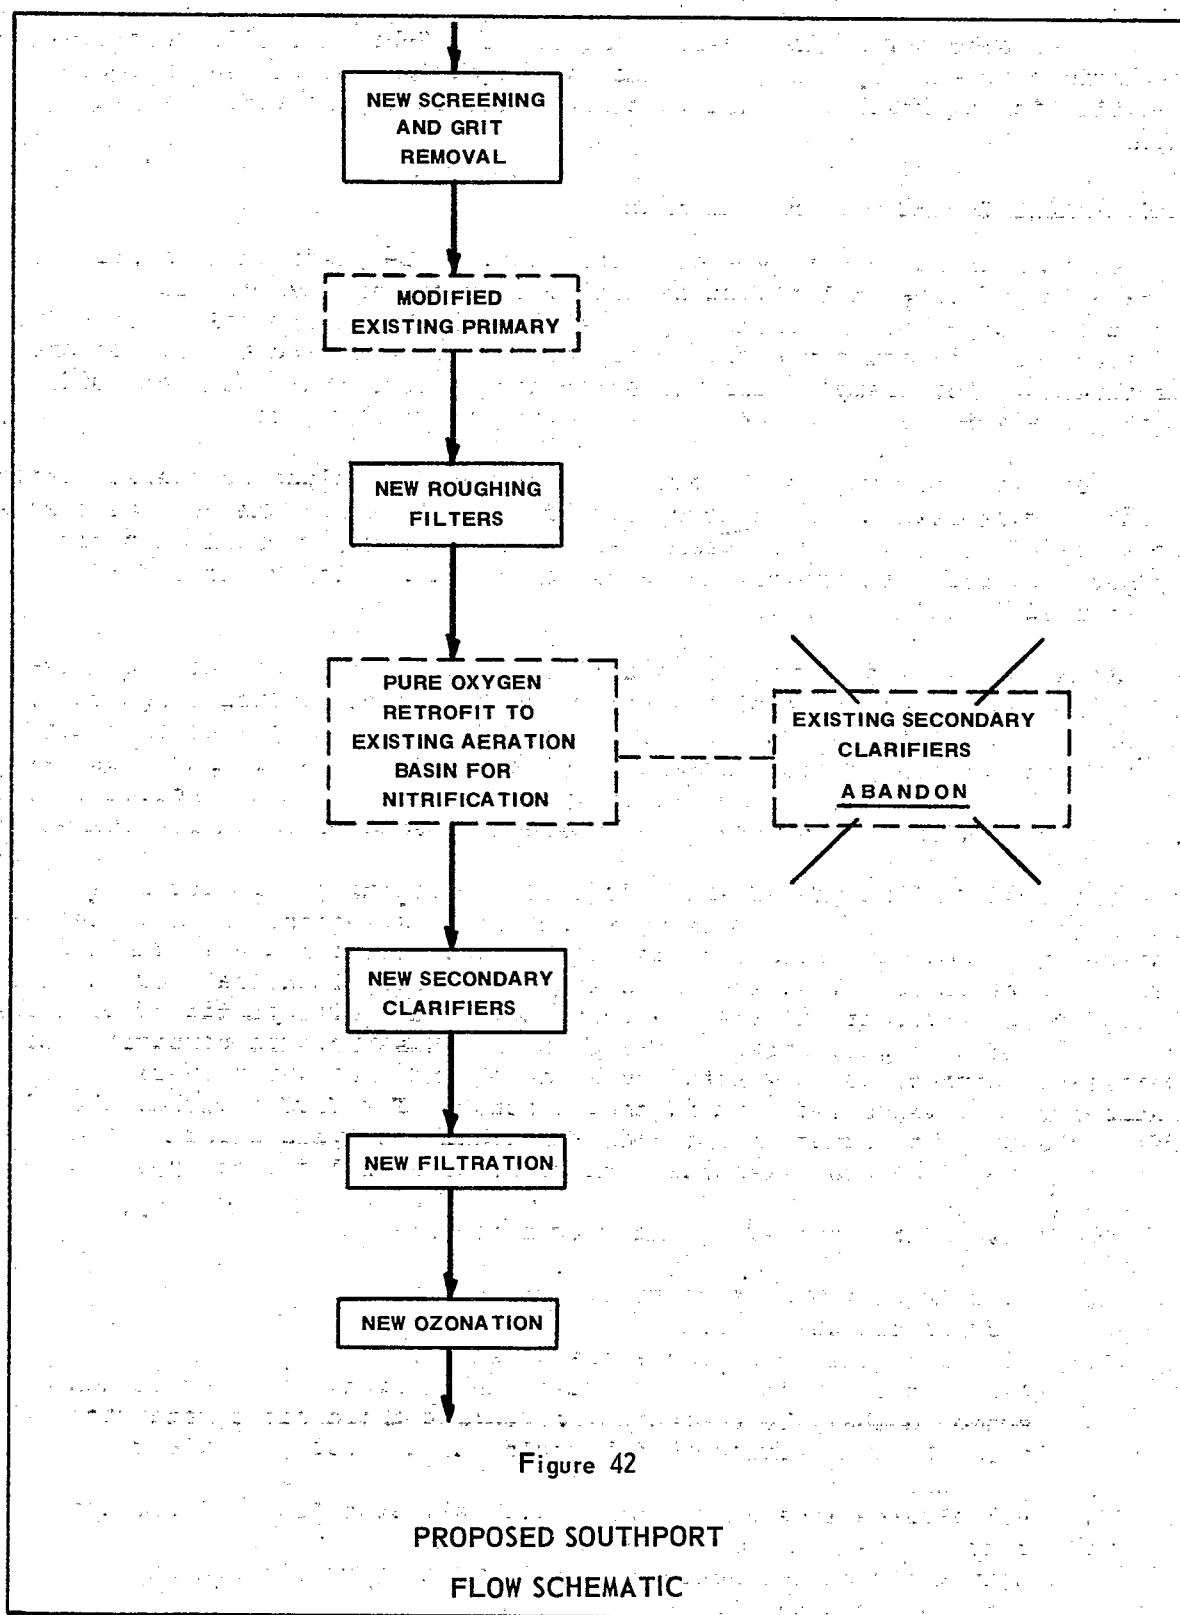 NEW SCREENING
AND GRIT
REMOVAL
MODIFIED
EXISTING PRIMARY
NEW ROUGHING
FILTERS
PURE OXYGEN
RETROFIT TO
EXISTING AERATION
BASIN FOR
NITRIFICATION
EXISTING SECONDARY
CLARIFIERS
ABANDON
NEW SECONDARY
CLARIFIERS
NEW FILTRATION
NEW OZONATION
Figure 42
PROPOSED SOUTHPORT
FLOW SCHEMATIC